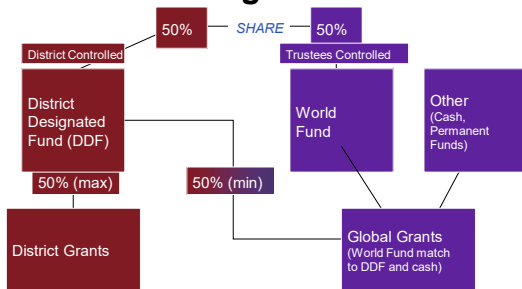 50%
SHARE
50%
District Controlled
Trustees Controlled
District
Designated
Fund (DDF)
World
Fund
Other
(Cash,
Permanent
Funds)
50% (max)
50% (min)
District Grants
Global Grants
(World Fund match
to DDF and cash)